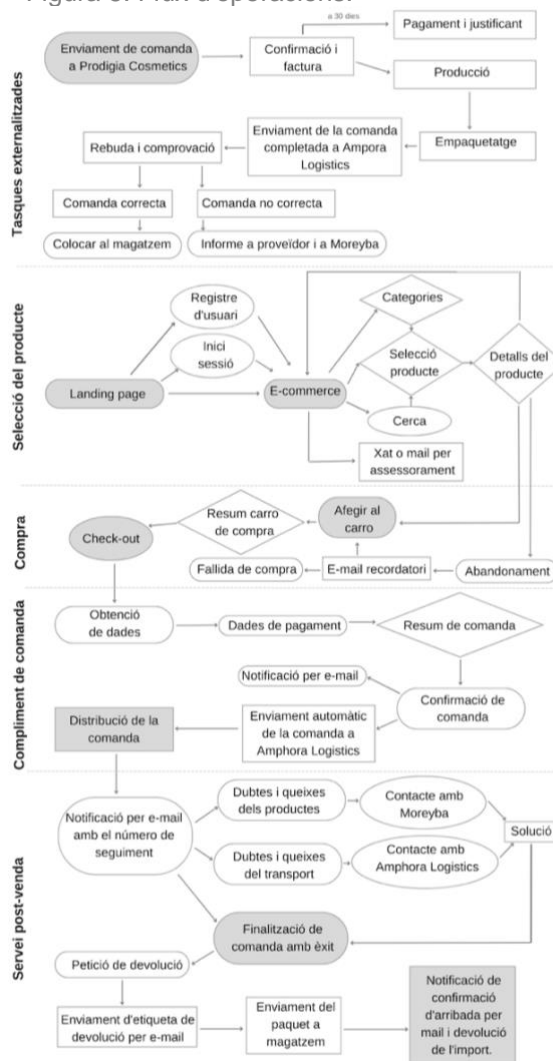 Figura 5: Flux d'operacions.
Tasques externalitzades
Enviament de comanda
a Prodigia Cosmetics
Confirmació i
factura
a 30 dies
Pagament i justificant
Producció
Empaquetatge
Enviament de la comanda
completada a Ampora
Logistics
Rebuda i comprovació
Comanda correcta
Comanda no correcta
Colocar al magatzem
Informe a proveïdor i a Moreyba
Selecció del producte
Registre
d'usuari
Inici
sessió
Landing page
E-commerce
Categories
Selecció
producte
Cerca
Detalls del
producte
Xat o mail per
assessorament
Compra
Afegir al
carro
Resum carro
de compra
Check-out
Fallida de compra
E-mail recordatori
Abandonament
Compliment de comanda
Obtenció
de dades
Dades de pagament
Resum de comanda
Notificació per e-mail
Confirmació de
comanda
Enviament automàtic
de la comanda a
Amphora Logistics
Distribució de la
comanda
Servei post-venda
Notificació per e-mail
amb el número de
seguiment
Dubtes i queixes
dels productes
Contacte amb
Moreyba
Solució
Dubtes i queixes
del transport
Contacte amb
Amphora Logistics
Finalització de
comanda amb èxit
Petició de devolució
Enviament d'etiqueta de
devolució per e-mail
Enviament del
paquet a
magatzem
Notificació de
confirmació
d'arribada per
mail i devolució
de l'import.